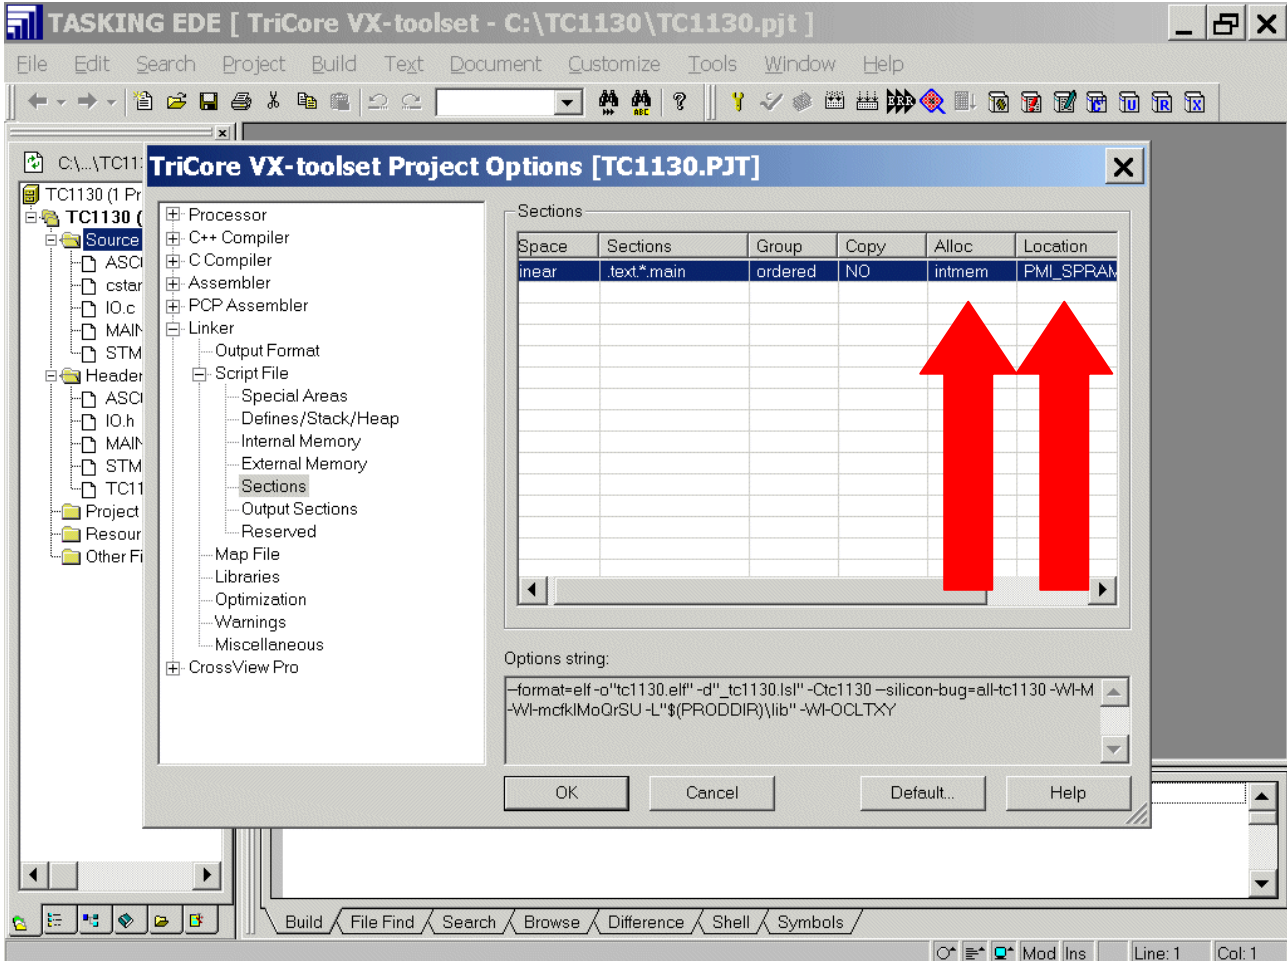 TASKING EDE [ TriCore VX-toolset - C:\TC1130\TC1130.pjt ]
File Edit Search Project Build Text Document Customize Tools Window Help
C:\...\TC11
TC1130 (1 Pr
TC1130 (
Source
ASCI
cstar
IO.c
MAIN
STM
Header
ASCI
IO.h
MAIN
STM
TC11
Project
Resour
Other Fi
TriCore VX-toolset Project Options [TC1130.PJT]
Processor
C++ Compiler
C Compiler
Assembler
PCP Assembler
Linker
Output Format
Script File
Special Areas
Defines/Stack/Heap
Internal Memory
External Memory
Sections
Output Sections
Reserved
Map File
Libraries
Optimization
Warnings
Miscellaneous
CrossView Pro
Sections
Space Sections Group Copy Alloc Location
inear .text.*.main ordered NO intmem PMI_SPRAM
Options string:
--format=elf -o"tc1130.elf" -d"_tc1130.lsl" -Ctc1130 --silicon-bug=all-tc1130 -Wl-M
-Wl-mcfklMoQrSU -L"$(PRODDIR)\lib" -Wl-OCLTXY
OK Cancel Default... Help
Build File Find Search Browse Difference Shell Symbols
Mod Ins Line: 1 Col: 1